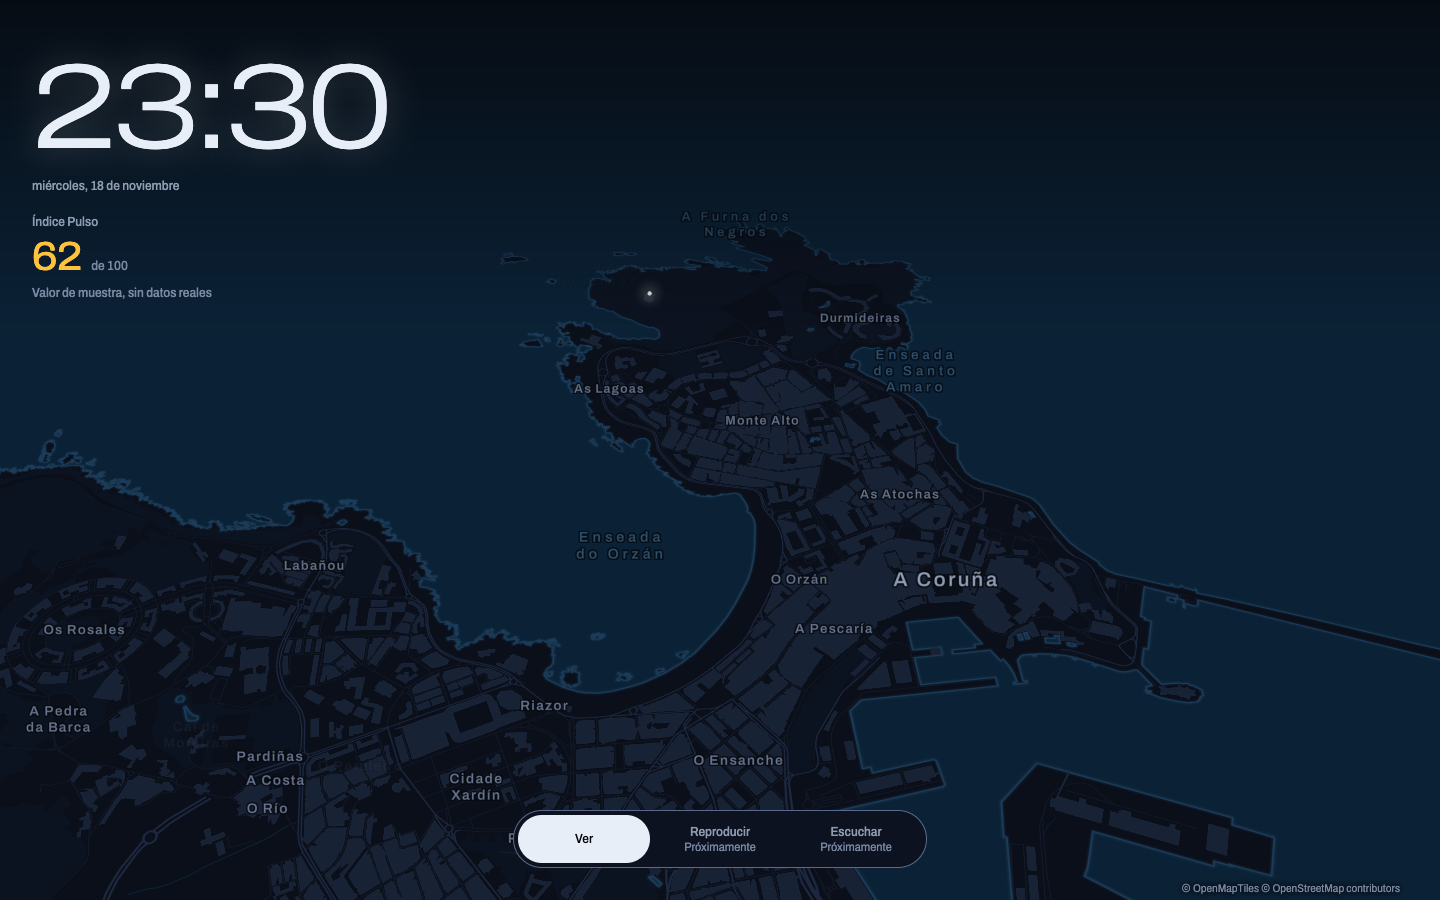 23:30
miércoles, 18 de noviembre
Índice Pulso
62 de 100
Valor de muestra, sin datos reales
A Furna dos
Negros
Durmideiras
Enseada
de Santo
Amaro
As Lagoas
Monte Alto
As Atochas
Enseada
do Orzán
Labañou
O Orzán
A Coruña
Os Rosales
A Pescaría
Riazor
A Pedra
da Barca
Pardiñas
A Costa
O Río
O Ensanche
Cidade
Xardín
Ver
Reproducir
Próximamente
Escuchar
Próximamente
© OpenMapTiles © OpenStreetMap contributors